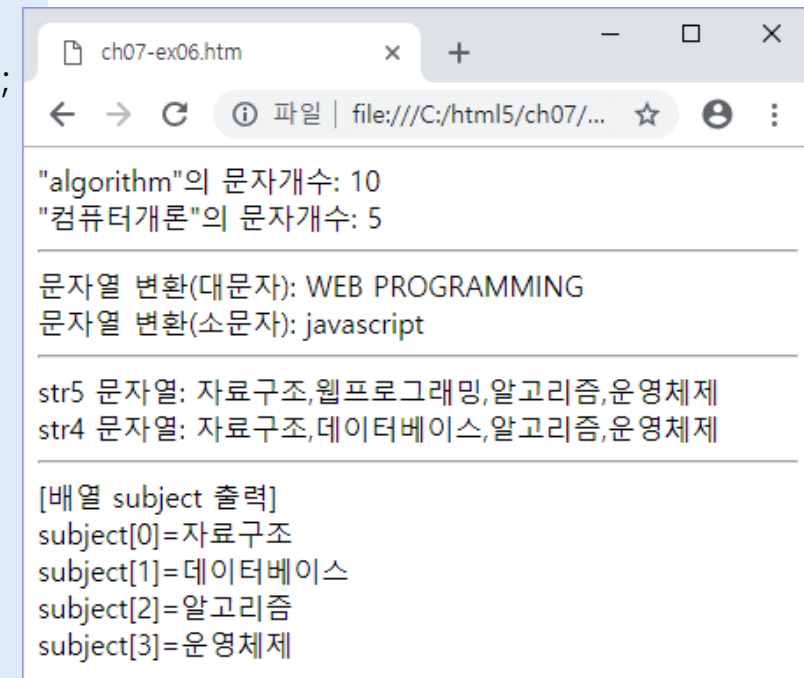 ;
ch07-ex06.htm
파일 | file:///C:/html5/ch07/...
"algorithm"의 문자개수: 10
"컴퓨터개론"의 문자개수: 5
문자열 변환(대문자): WEB PROGRAMMING
문자열 변환(소문자): javascript
str5 문자열: 자료구조,웹프로그래밍,알고리즘,운영체제
str4 문자열: 자료구조,데이터베이스,알고리즘,운영체제
[배열 subject 출력]
subject[0]=자료구조
subject[1]=데이터베이스
subject[2]=알고리즘
subject[3]=운영체제